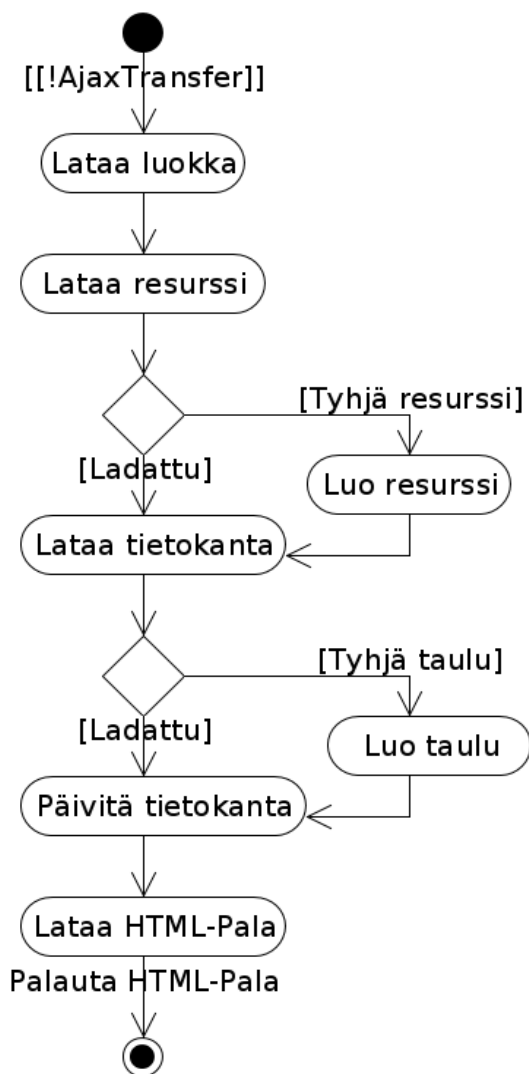 [[!AjaxTransfer]]
Lataa luokka
Lataa resurssi
[Tyhjä resurssi]
[Ladattu]
Luo resurssi
Lataa tietokanta
[Tyhjä taulu]
[Ladattu]
Luo taulu
Päivitä tietokanta
Lataa HTML-Pala
Palauta HTML-Pala